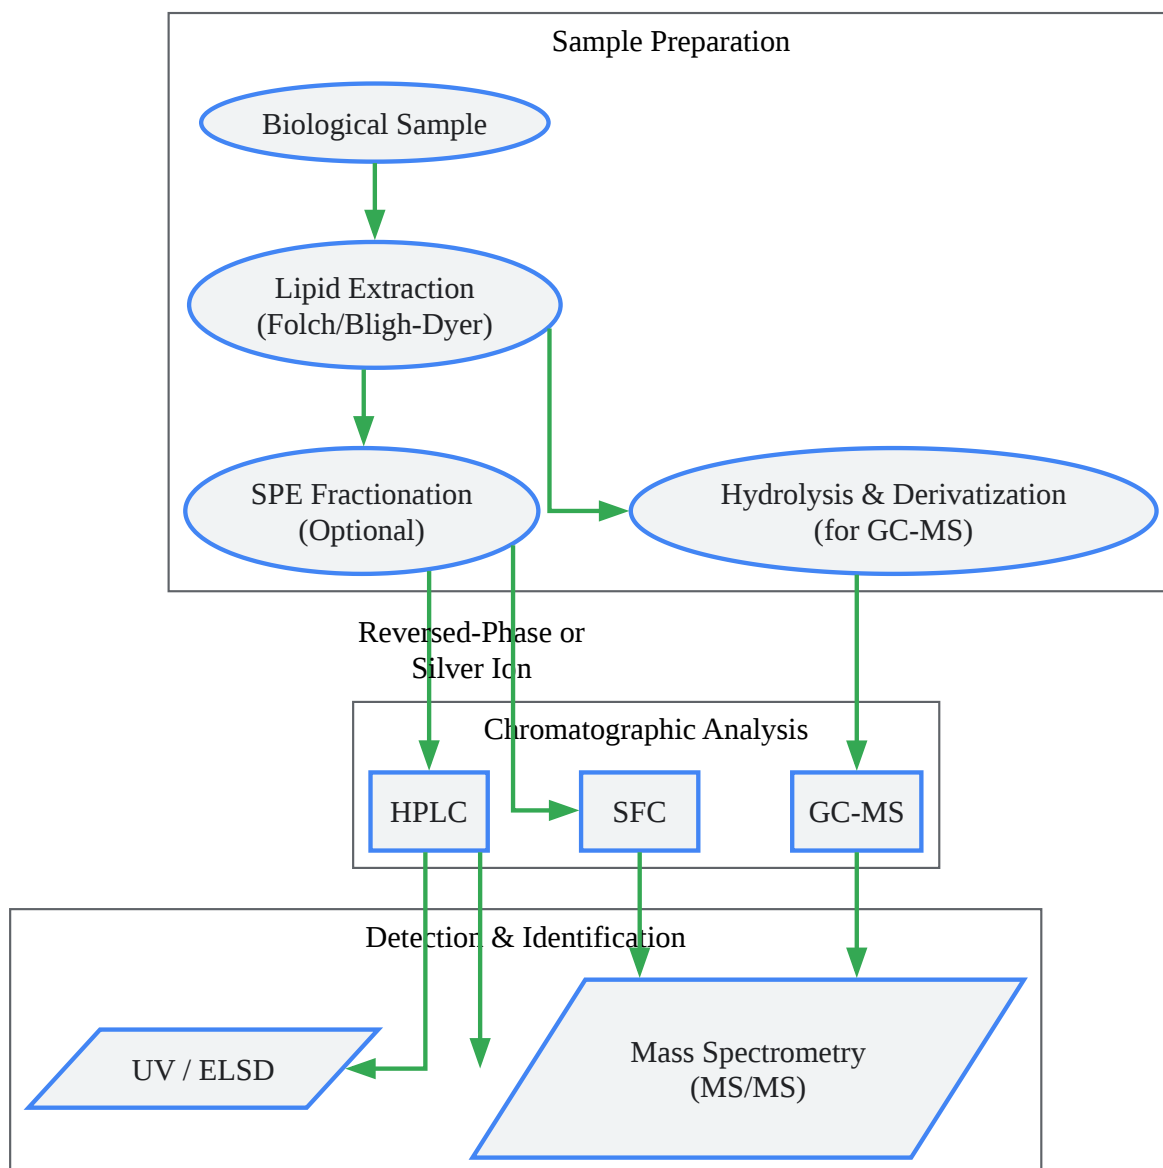 Sample Preparation
Biological Sample
Lipid Extraction
(Folch/Bligh-Dyer)
SPE Fractionation
(Optional)
Hydrolysis & Derivatization
(for GC-MS)
Reversed-Phase or
Silver Ion
Chromatographic Analysis
HPLC
SFC
GC-MS
Detection & Identification
UV / ELSD
Mass Spectrometry
(MS/MS)